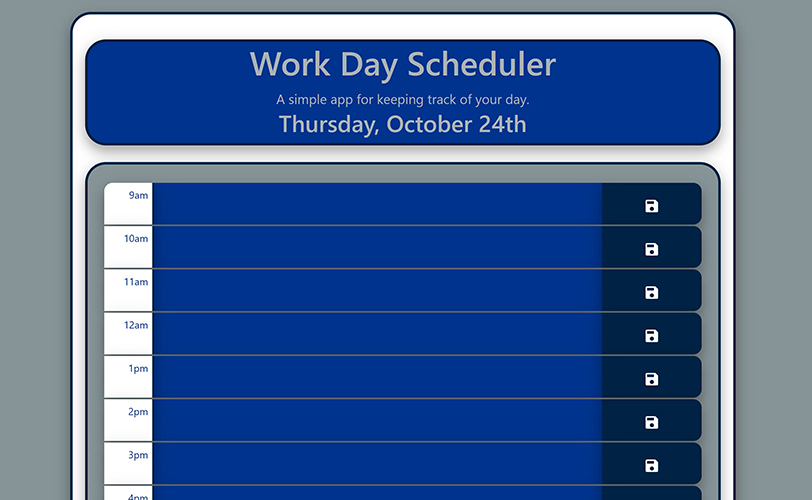 Work Day Scheduler
A simple app for keeping track of your day.
Thursday, October 24th
9am
10am
11am
12am
1pm
2pm
3pm
4pm